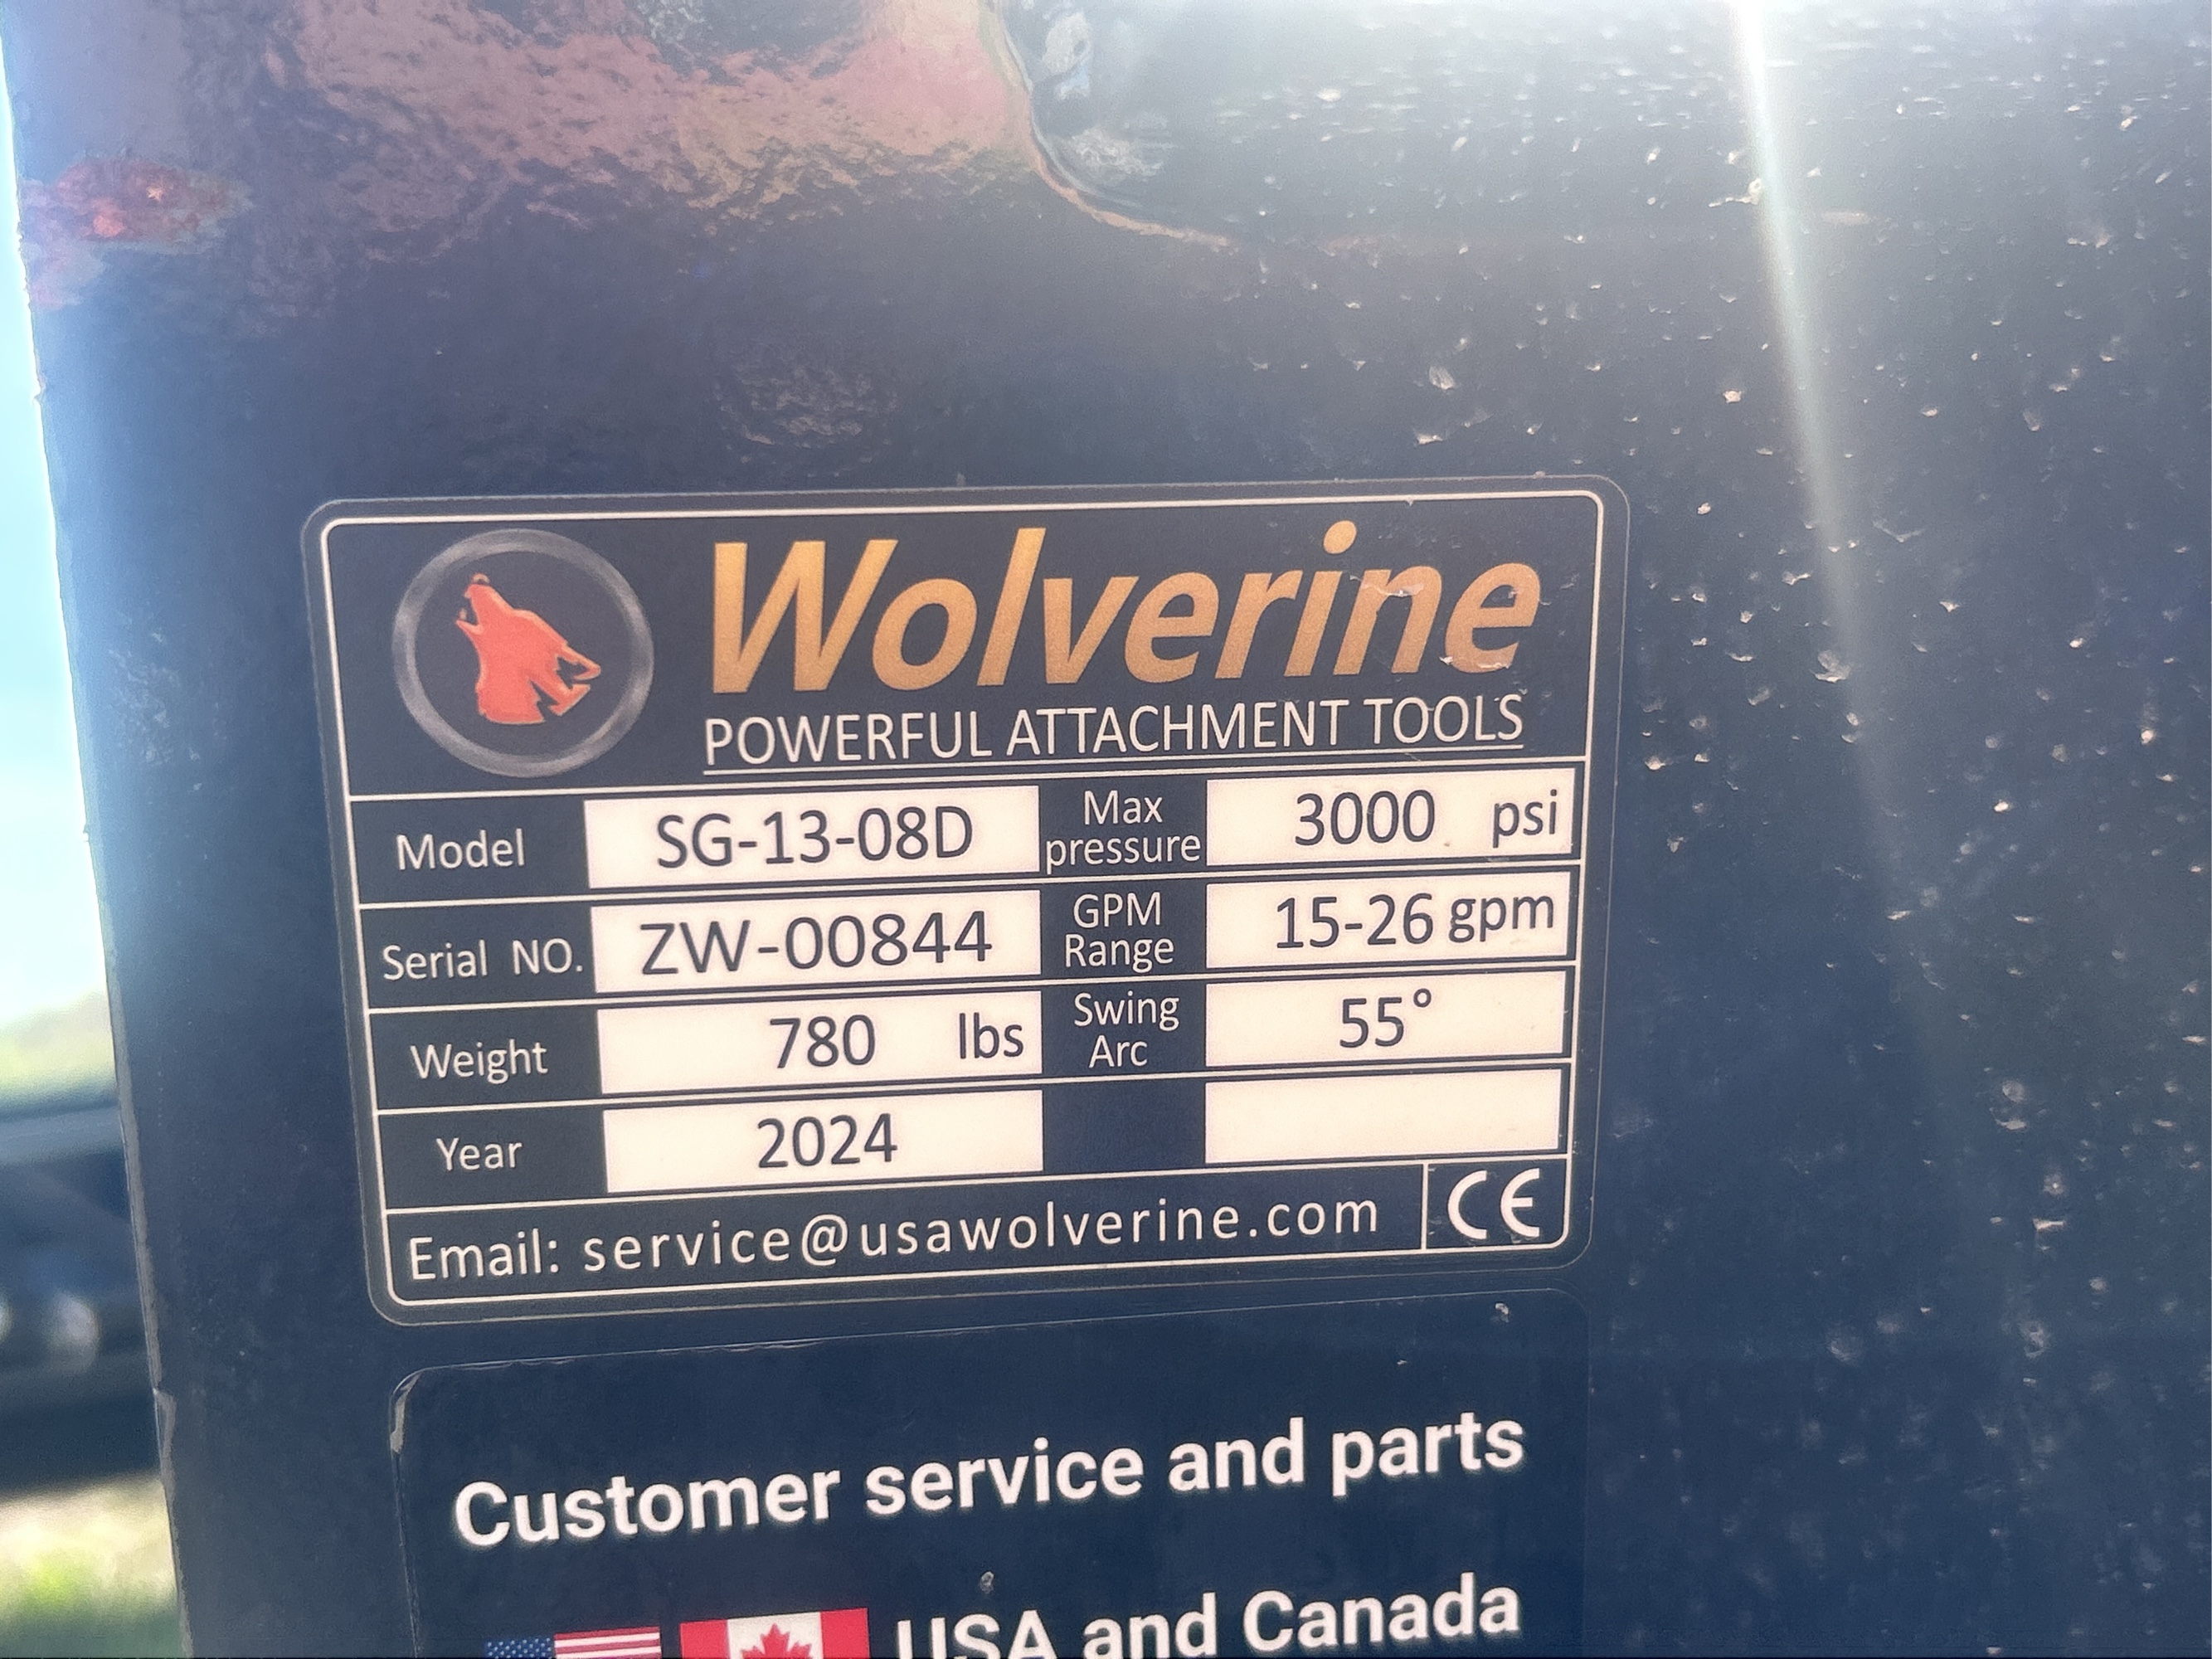 Wolverine
POWERFUL ATTACHMENT TOOLS
Model SG-13-08D Max pressure 3000 psi
Serial NO. ZW-00844 GPM Range 15-26 gpm
Weight 780 lbs Swing Arc 55°
Year 2024
Email: service@usawolverine.com CE
Customer service and parts
USA and Canada